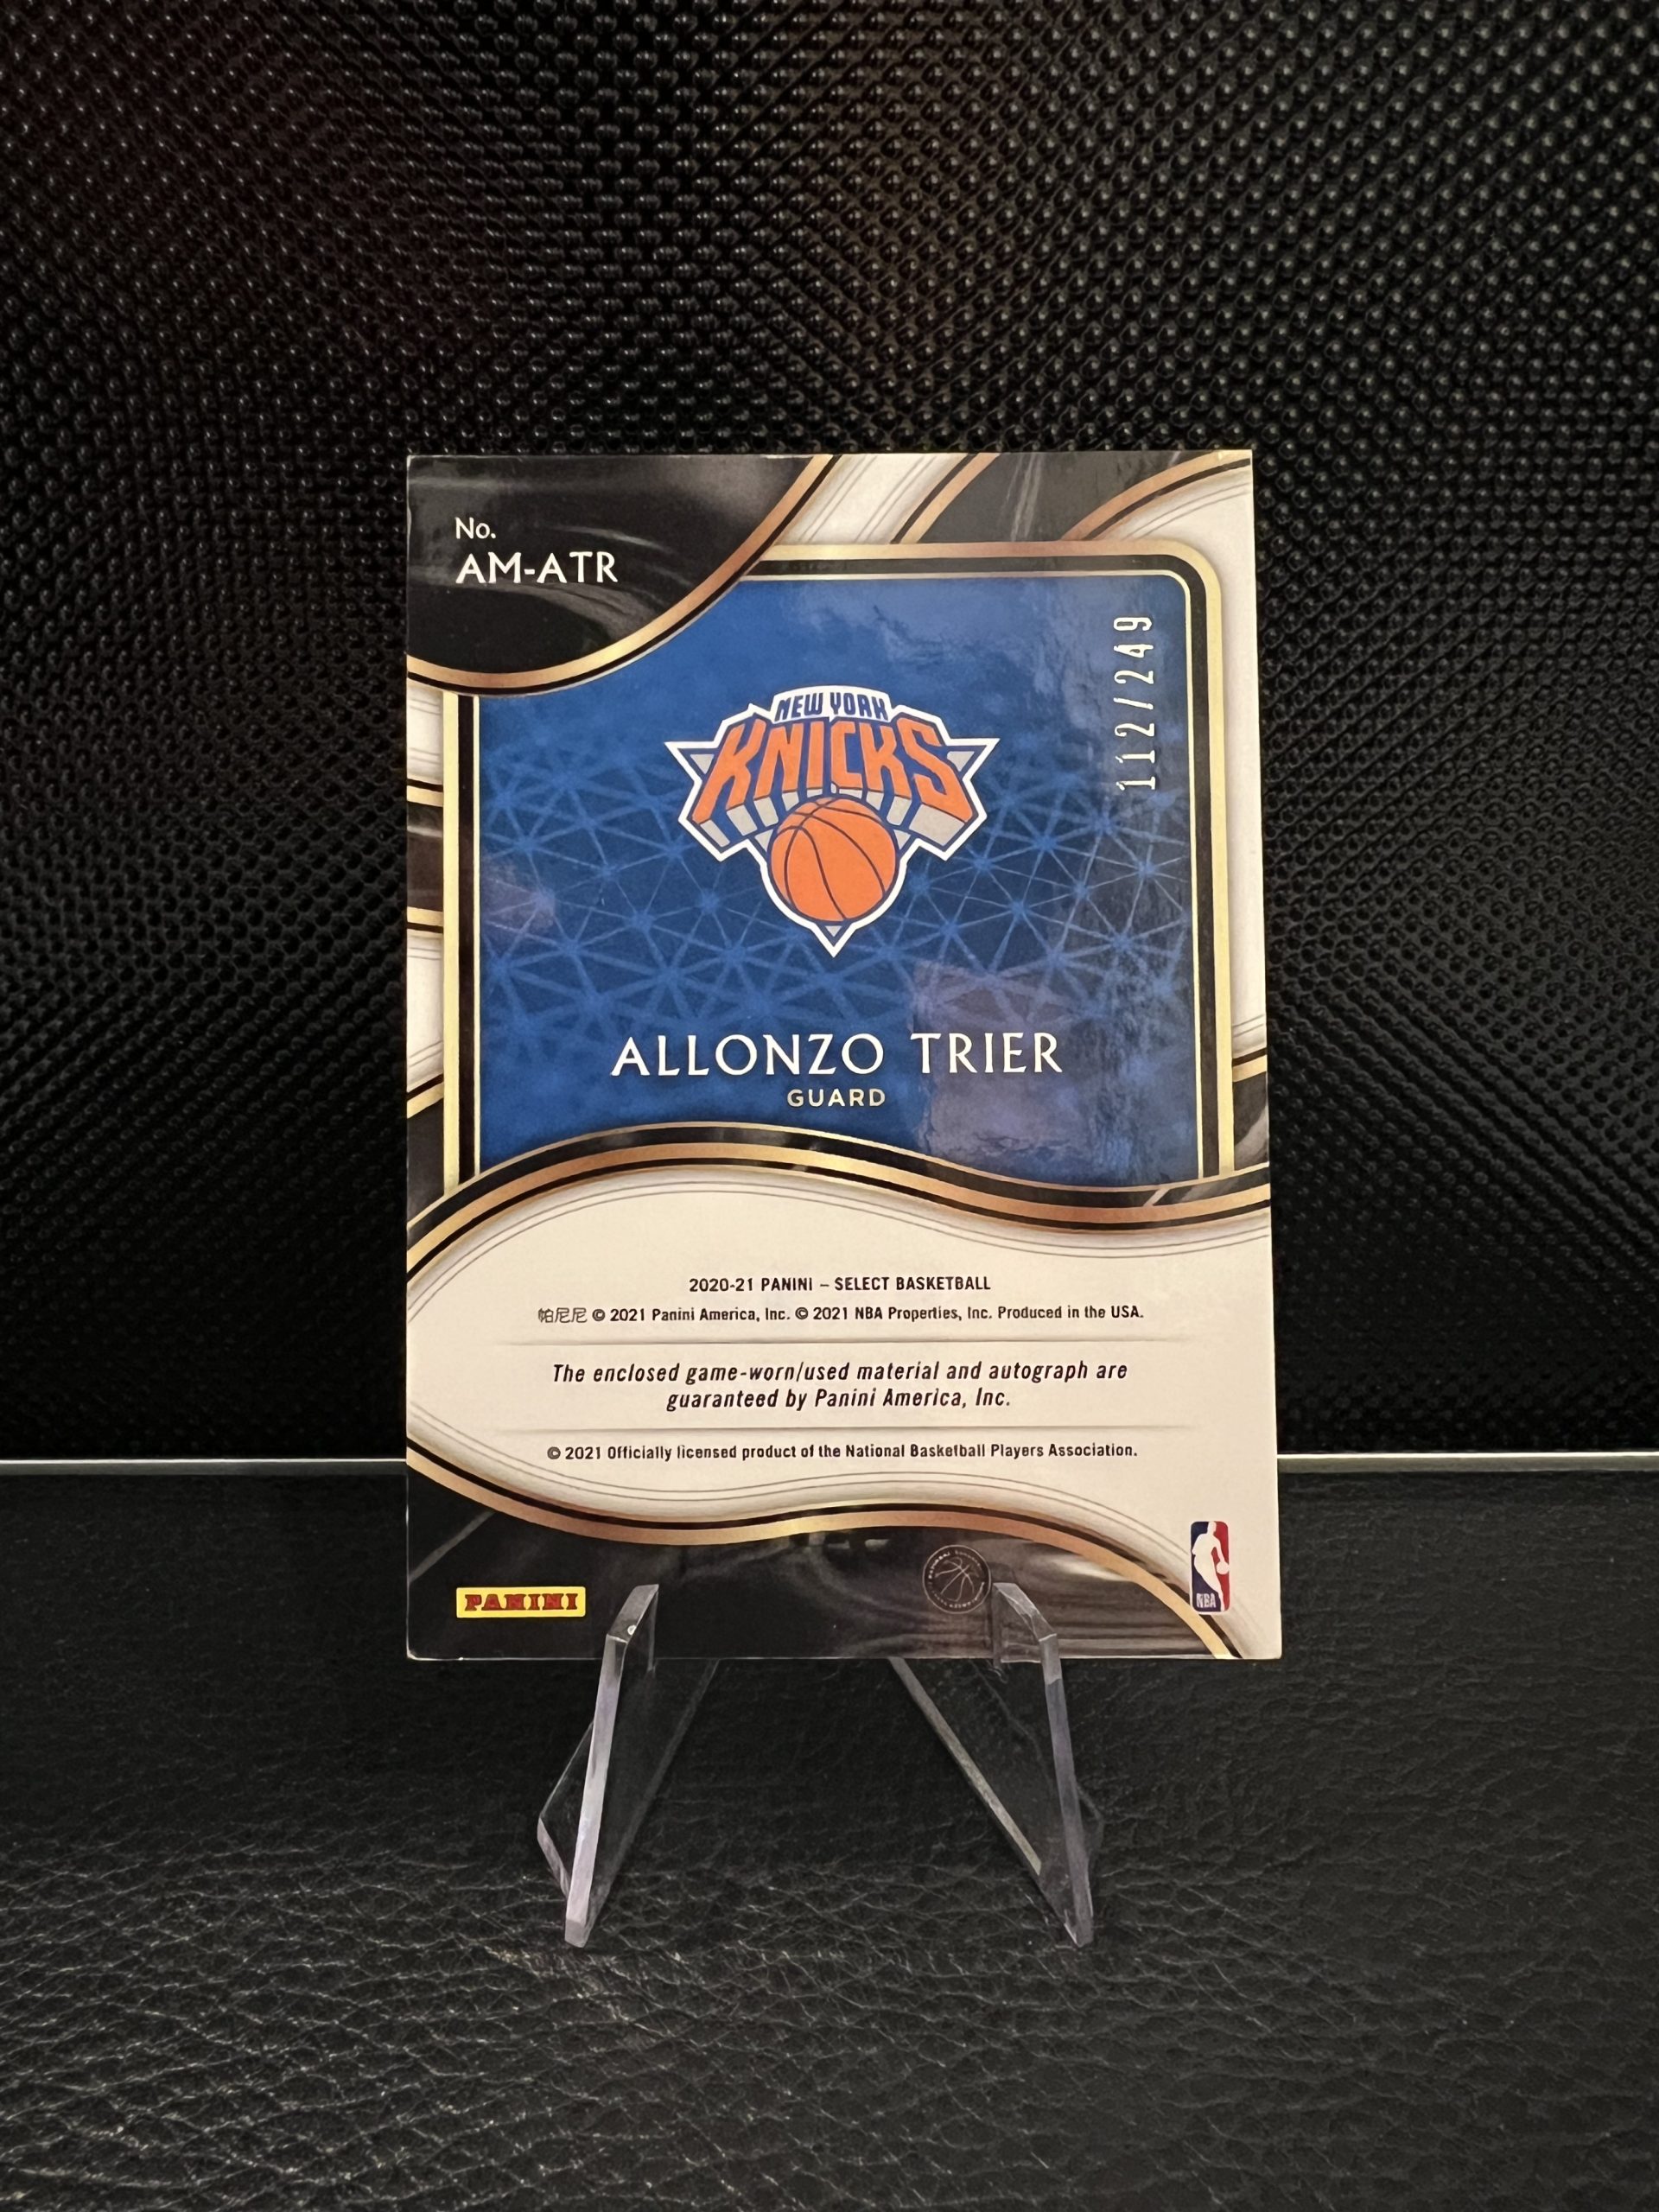 No.
AM-ATR
112/249
NEW YORK
KNICKS
ALLONZO TRIER
GUARD
2020-21 PANINI – SELECT BASKETBALL
帕尼尼 © 2021 Panini America, Inc. © 2021 NBA Properties, Inc. Produced in the USA.
The enclosed game-worn/used material and autograph are
guaranteed by Panini America, Inc.
© 2021 Officially licensed product of the National Basketball Players Association.
PANINI
NBA